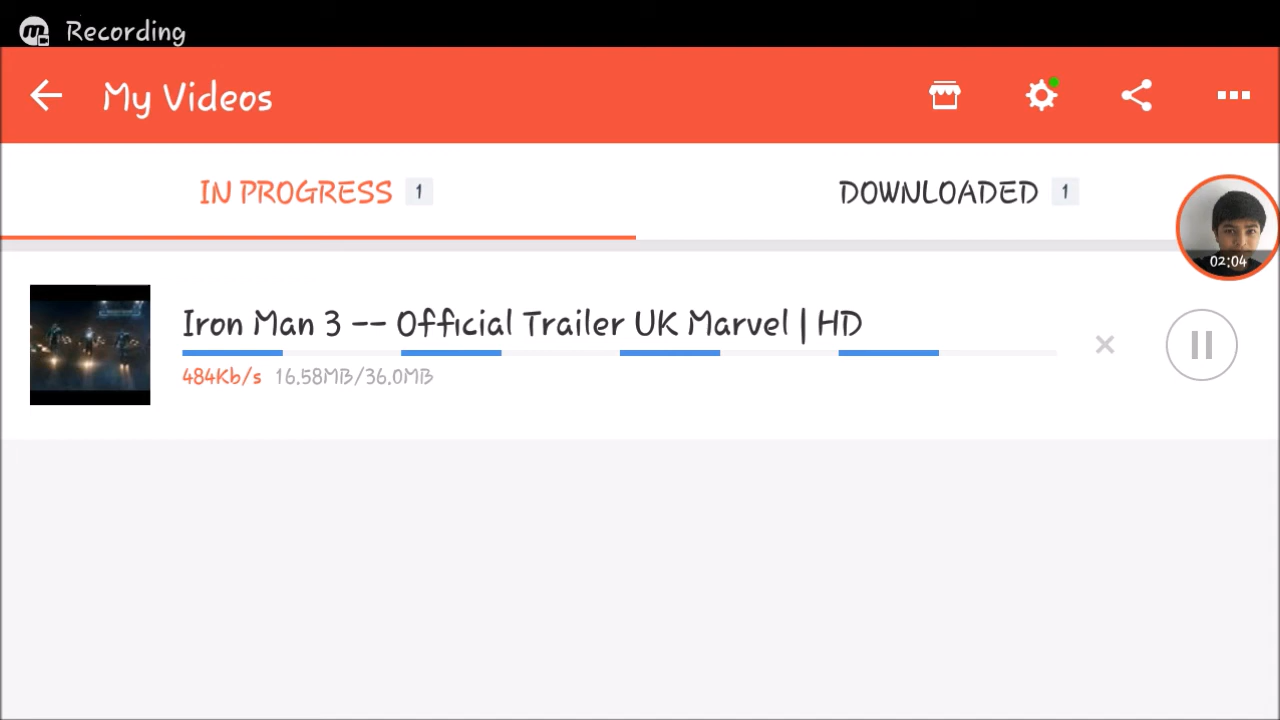 Recording
My Videos
IN PROGRESS 1
DOWNLOADED 1
02:04
Iron Man 3 -- Official Trailer UK Marvel | HD
484Kb/s 16.58MB/36.0MB